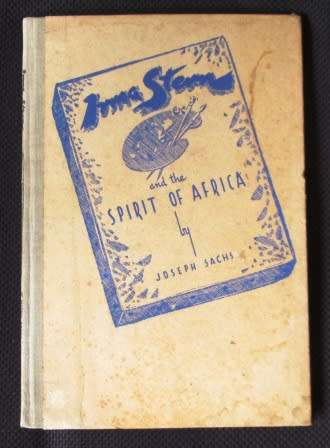 Irma Stern
and the
SPIRIT OF AFRICA
by
JOSEPH SACHS